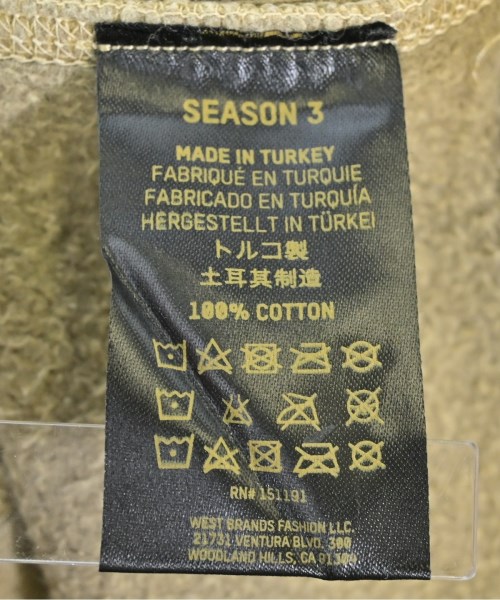 SEASON 3
MADE IN TURKEY
FABRIQUÉ EN TURQUIE
FABRICADO EN TURQUÍA
HERGESTELLT IN TÜRKEI
トルコ製
土耳其制造
100% COTTON
RN# 151191
WEST BRANDS FASHION LLC.
21731 VENTURA BLVD. 300
WOODLAND HILLS, CA 91364